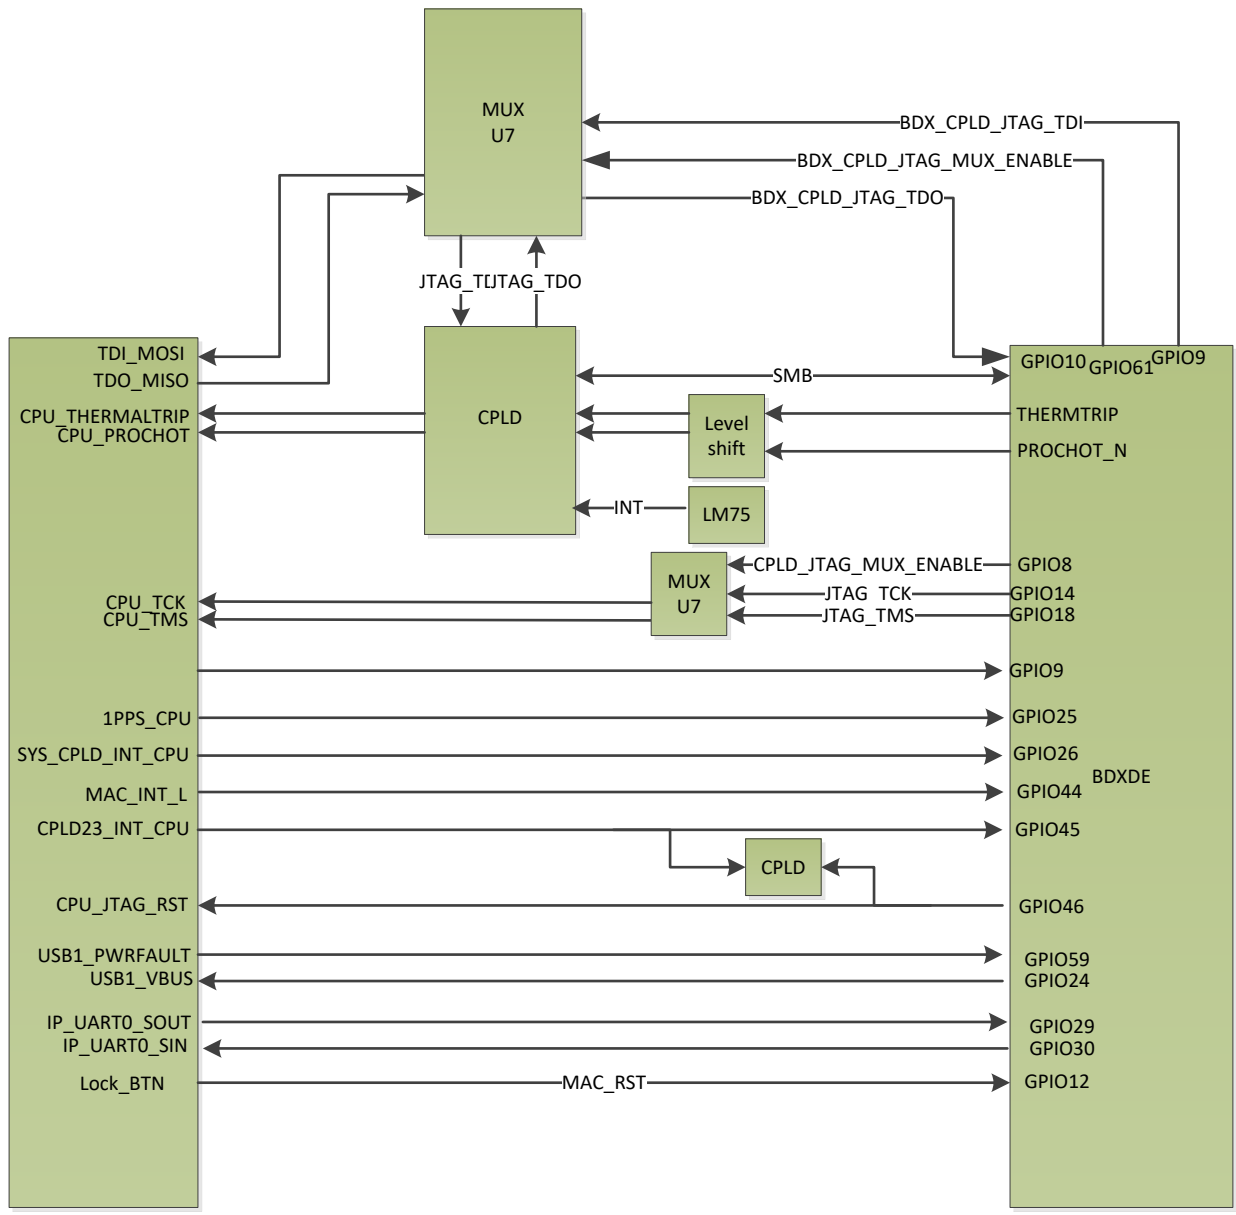 MUX
U7
BDX_CPLD_JTAG_TDI
BDX_CPLD_JTAG_MUX_ENABLE
BDX_CPLD_JTAG_TDO
JTAG_TDO
TDI_MOSI
TDO_MISO
CPU_THERMALTRIP
CPU_PROCHOT
CPLD
SMB
Level
shift
INT
LM75
GPIO10
GPIO61
GPIO9
THERMTRIP
PROCHOT_N
CPLD_JTAG_MUX_ENABLE
GPIO8
MUX
U7
JTAG_TCK
GPIO14
JTAG_TMS
GPIO18
CPU_TCK
CPU_TMS
GPIO9
1PPS_CPU
GPIO25
SYS_CPLD_INT_CPU
GPIO26
BDXDE
MAC_INT_L
GPIO44
CPLD23_INT_CPU
GPIO45
CPLD
CPU_JTAG_RST
GPIO46
USB1_PWRFAULT
GPIO59
USB1_VBUS
GPIO24
IP_UART0_SOUT
GPIO29
IP_UART0_SIN
GPIO30
Lock_BTN
MAC_RST
GPIO12